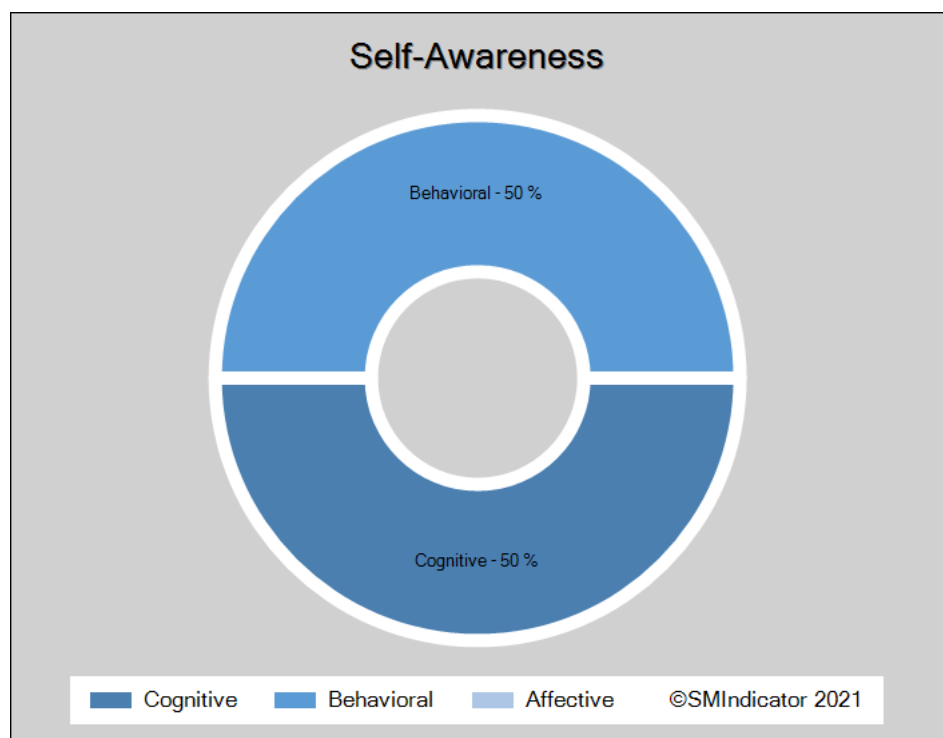 Self-Awareness
Behavioral - 50 %
Cognitive - 50 %
Cognitive Behavioral Affective ©SMIndicator 2021